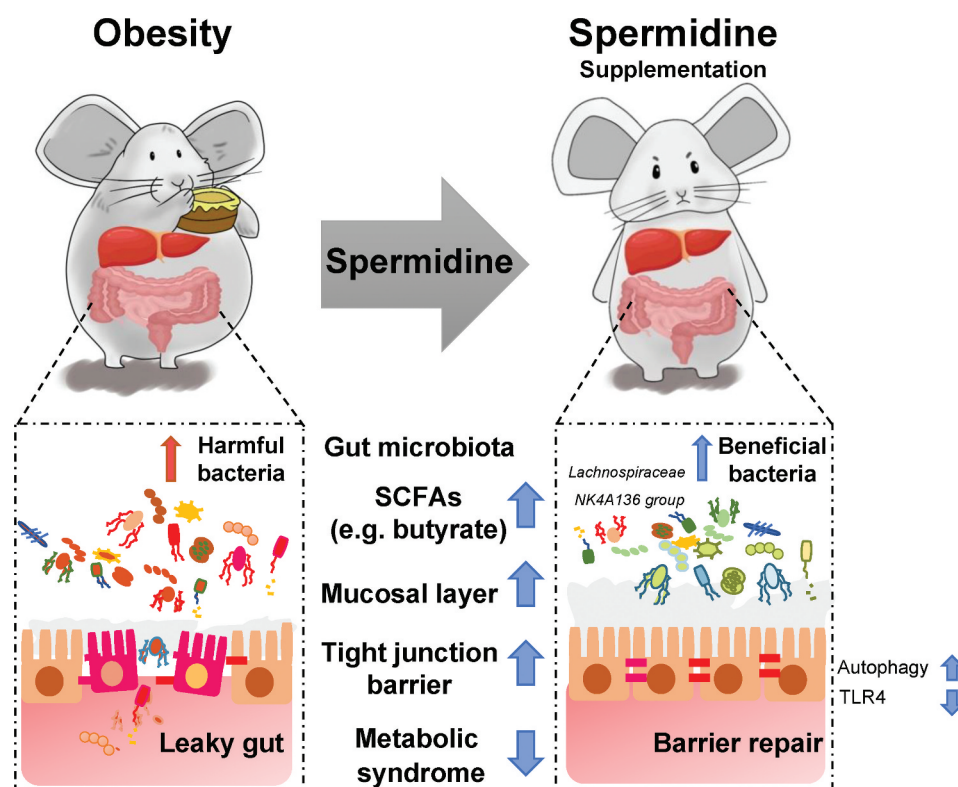 Obesity
Spermidine
Supplementation
Spermidine
Harmful
bacteria
Gut microbiota
SCFAs
(e.g. butyrate)
Mucosal layer
Tight junction
barrier
Metabolic
syndrome
Leaky gut
Beneficial
bacteria
Lachnospiraceae
NK4A136 group
Autophagy
TLR4
Barrier repair